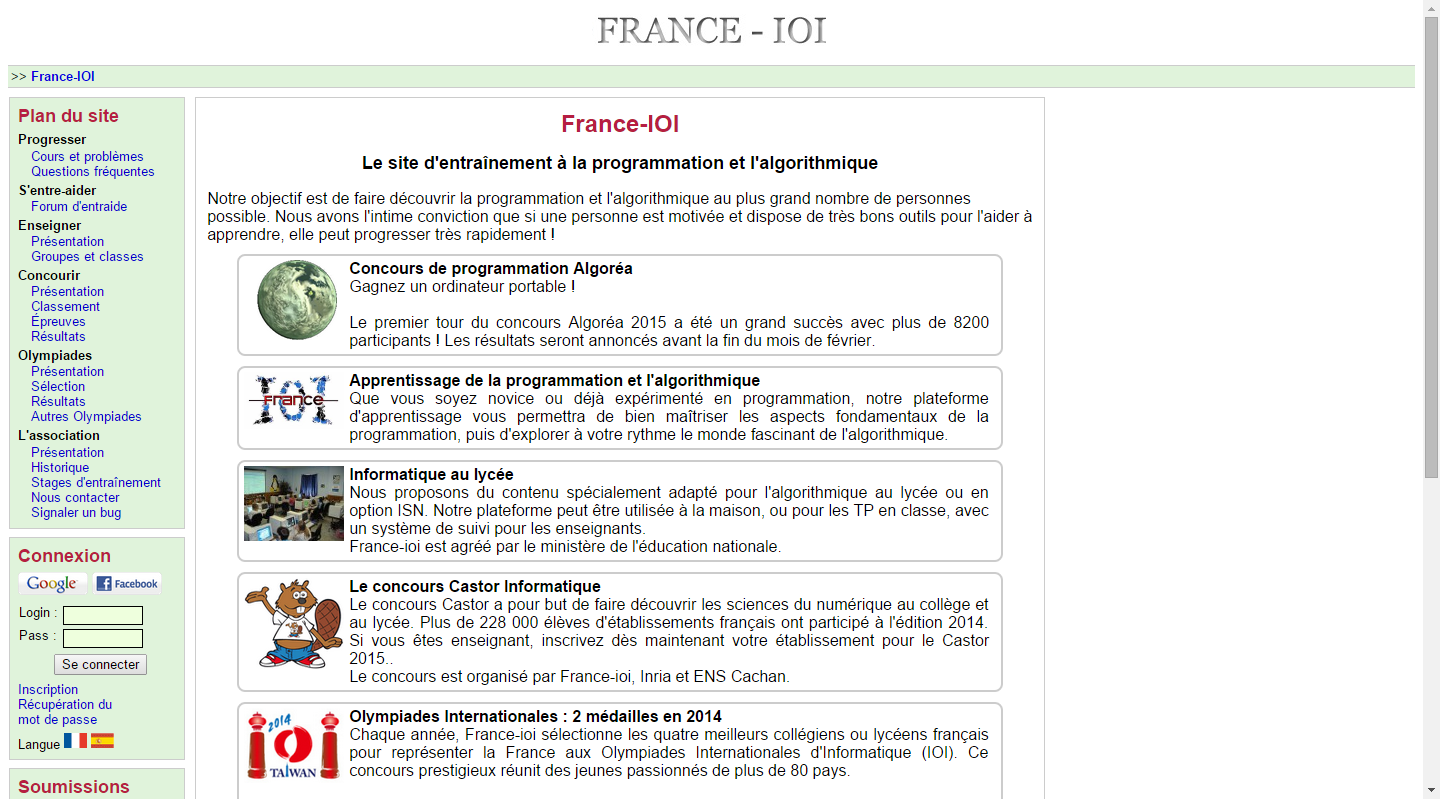 FRANCE - IOI
>> France-IOI
Plan du site
Progresser
Cours et problèmes
Questions fréquentes
S'entre-aider
Forum d'entraide
Enseigner
Présentation
Groupes et classes
Concourir
Présentation
Classement
Épreuves
Résultats
Olympiades
Présentation
Sélection
Résultats
Autres Olympiades
L'association
Présentation
Historique
Stages d'entraînement
Nous contacter
Signaler un bug
Connexion
Google Facebook
Login :
Pass :
Se connecter
Inscription
Récupération du
mot de passe
Langue
Soumissions
France-IOI
Le site d'entraînement à la programmation et l'algorithmique
Notre objectif est de faire découvrir la programmation et l'algorithmique au plus grand nombre de personnes
possible. Nous avons l'intime conviction que si une personne est motivée et dispose de très bons outils pour l'aider à
apprendre, elle peut progresser très rapidement !
Concours de programmation Algoréa
Gagnez un ordinateur portable !
Le premier tour du concours Algoréa 2015 a été un grand succès avec plus de 8200
participants ! Les résultats seront annoncés avant la fin du mois de février.
IOI
France
Apprentissage de la programmation et l'algorithmique
Que vous soyez novice ou déjà expérimenté en programmation, notre plateforme
d'apprentissage vous permettra de bien maîtriser les aspects fondamentaux de la
programmation, puis d'explorer à votre rythme le monde fascinant de l'algorithmique.
Informatique au lycée
Nous proposons du contenu spécialement adapté pour l'algorithmique au lycée ou en
option ISN. Notre plateforme peut être utilisée à la maison, ou pour les TP en classe, avec
un système de suivi pour les enseignants.
France-ioi est agréé par le ministère de l'éducation nationale.
Le concours Castor Informatique
Le concours Castor a pour but de faire découvrir les sciences du numérique au collège et
au lycée. Plus de 228 000 élèves d'établissements français ont participé à l'édition 2014.
Si vous êtes enseignant, inscrivez dès maintenant votre établissement pour le Castor
2015..
Le concours est organisé par France-ioi, Inria et ENS Cachan.
2014
IOI
TAIWAN
Olympiades Internationales : 2 médailles en 2014
Chaque année, France-ioi sélectionne les quatre meilleurs collégiens ou lycéens français
pour représenter la France aux Olympiades Internationales d'Informatique (IOI). Ce
concours prestigieux réunit des jeunes passionnés de plus de 80 pays.